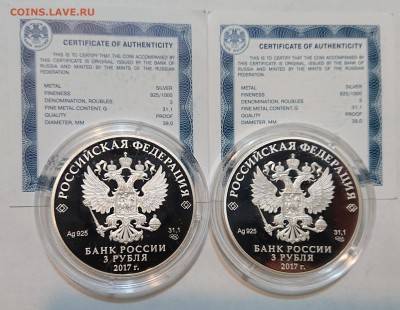 COINS.LAVE.RU
CERTIFICATE OF AUTHENTICITY
THIS IS TO CERTIFY THAT THE COIN ACCOMPANIED BY
THIS CERTIFICATE IS ISSUED BY THE BANK OF
RUSSIA AND MINTED BY THE MINTS OF THE RUSSIAN
FEDERATION.
METAL SILVER
FINENESS 925/1000
DENOMINATION, ROUBLES 3
FINE METAL CONTENT, G 31,1
QUALITY PROOF
DIAMETER, MM 39,0
CERTIFICATE OF AUTHENTICITY
THIS IS TO CERTIFY THAT THE COIN ACCOMPANIED BY
THIS CERTIFICATE IS ISSUED BY THE BANK OF
RUSSIA AND MINTED BY THE MINTS OF THE RUSSIAN
FEDERATION.
METAL SILVER
FINENESS 925/1000
DENOMINATION, ROUBLES 3
FINE METAL CONTENT, G 31,1
QUALITY PROOF
DIAMETER, MM 39,0
РОССИЙСКАЯ ФЕДЕРАЦИЯ
Ag 925 31,1
БАНК РОССИИ
3 РУБЛЯ
2017 г.
РОССИЙСКАЯ ФЕДЕРАЦИЯ
Ag 925 31,1
БАНК РОССИИ
3 РУБЛЯ
2017 г.